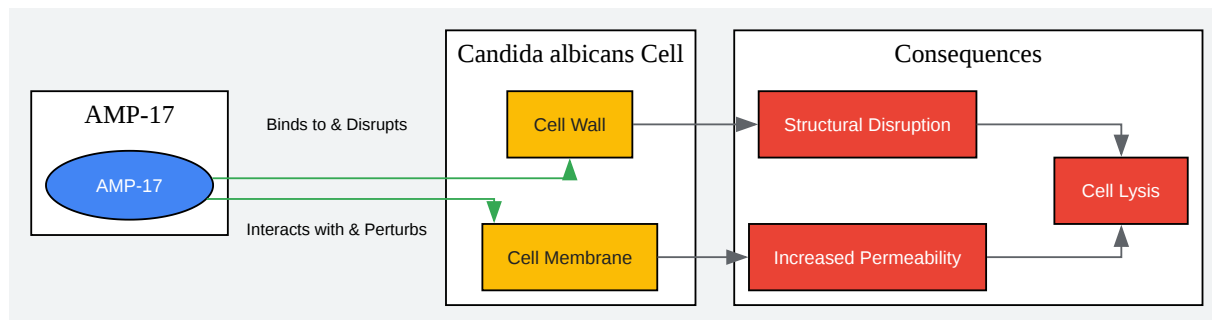 AMP-17
AMP-17
Binds to & Disrupts
Interacts with & Perturbs
Candida albicans Cell
Cell Wall
Cell Membrane
Consequences
Structural Disruption
Increased Permeability
Cell Lysis